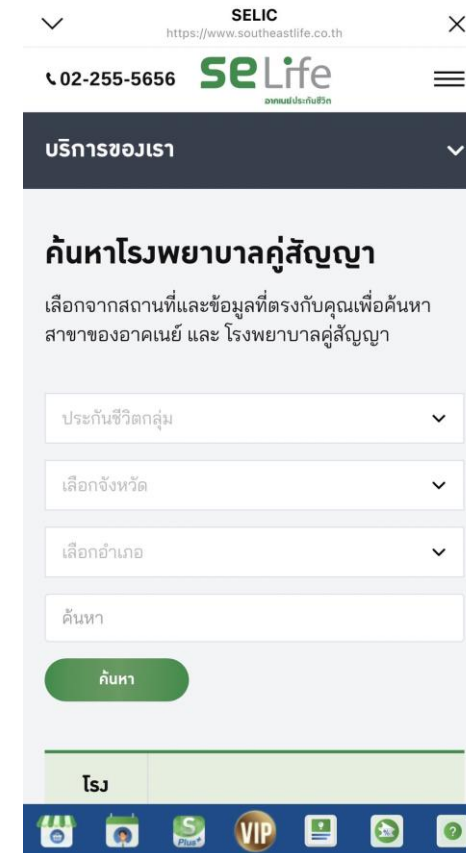 SELIC
https://www.southeastlife.co.th
02-255-5656
SELife
อาคเนย์ประกันชีวิต
บริการของเรา
ค้นหาโรงพยาบาลคู่สัญญา
เลือกจากสถานที่และข้อมูลที่ตรงกับคุณเพื่อค้นหา
สาขาของอาคเนย์ และ โรงพยาบาลคู่สัญญา
ประกันชีวิตกลุ่ม
เลือกจังหวัด
เลือกอำเภอ
ค้นหา
ค้นหา
โรง
S Plus+
VIP
?